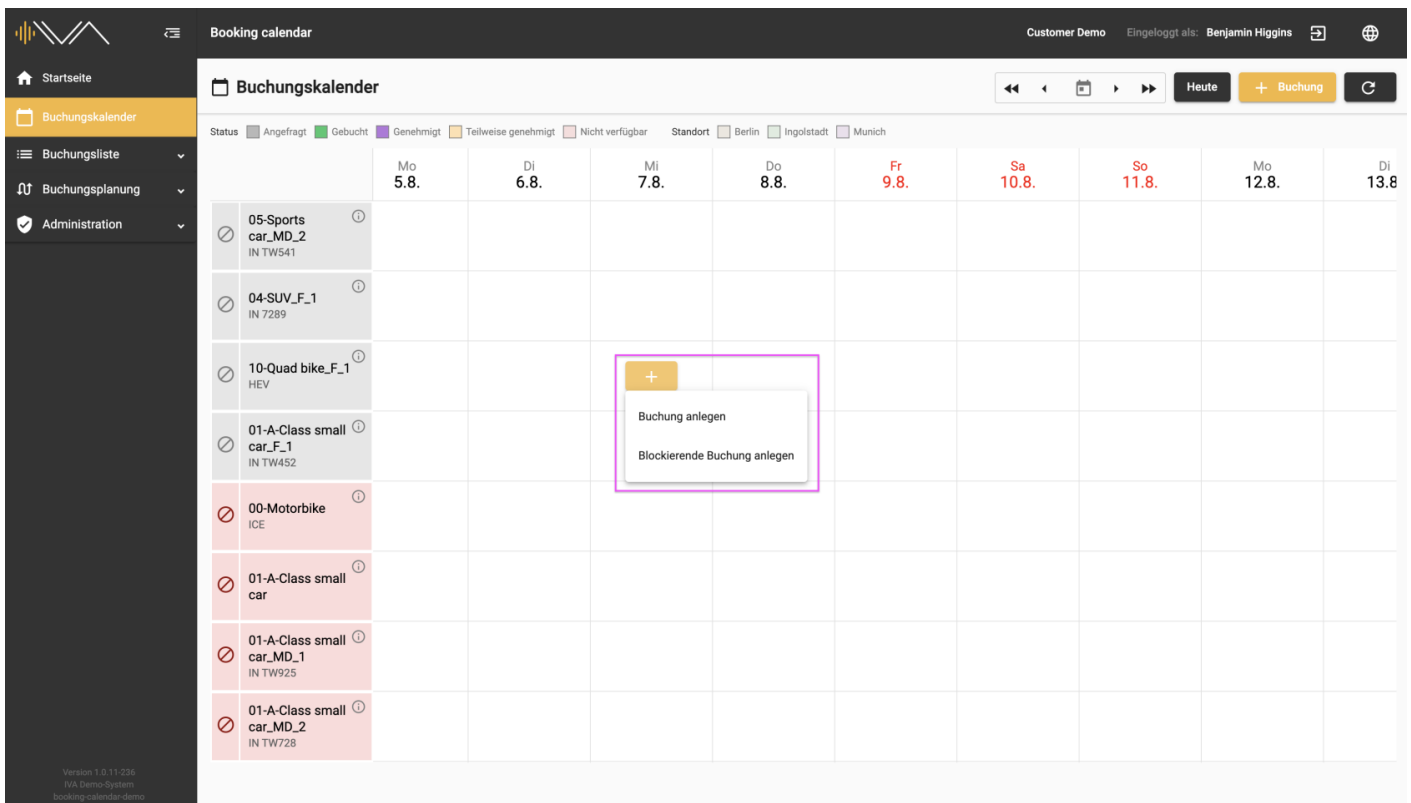 IVA
Booking calendar
Customer Demo Eingeloggt als: Benjamin Higgins
Startseite
Buchungskalender
Buchungsliste
Buchungsplanung
Administration
Buchungskalender
Heute
+ Buchung
Status Angefragt Gebucht Genehmigt Teilweise genehmigt Nicht verfügbar Standort Berlin Ingolstadt Munich
Mo Di Mi Do Fr Sa So Mo Di
5.8. 6.8. 7.8. 8.8. 9.8. 10.8. 11.8. 12.8. 13.8
05-Sports
car_MD_2
IN TW541
04-SUV_F_1
IN 7289
10-Quad bike_F_1
HEV
+
Buchung anlegen
Blockierende Buchung anlegen
01-A-Class small
car_F_1
IN TW452
00-Motorbike
ICE
01-A-Class small
car
01-A-Class small
car_MD_1
IN TW925
01-A-Class small
car_MD_2
IN TW728
Version 1.0.11-236
IVA Demo-System
booking-calendar-demo